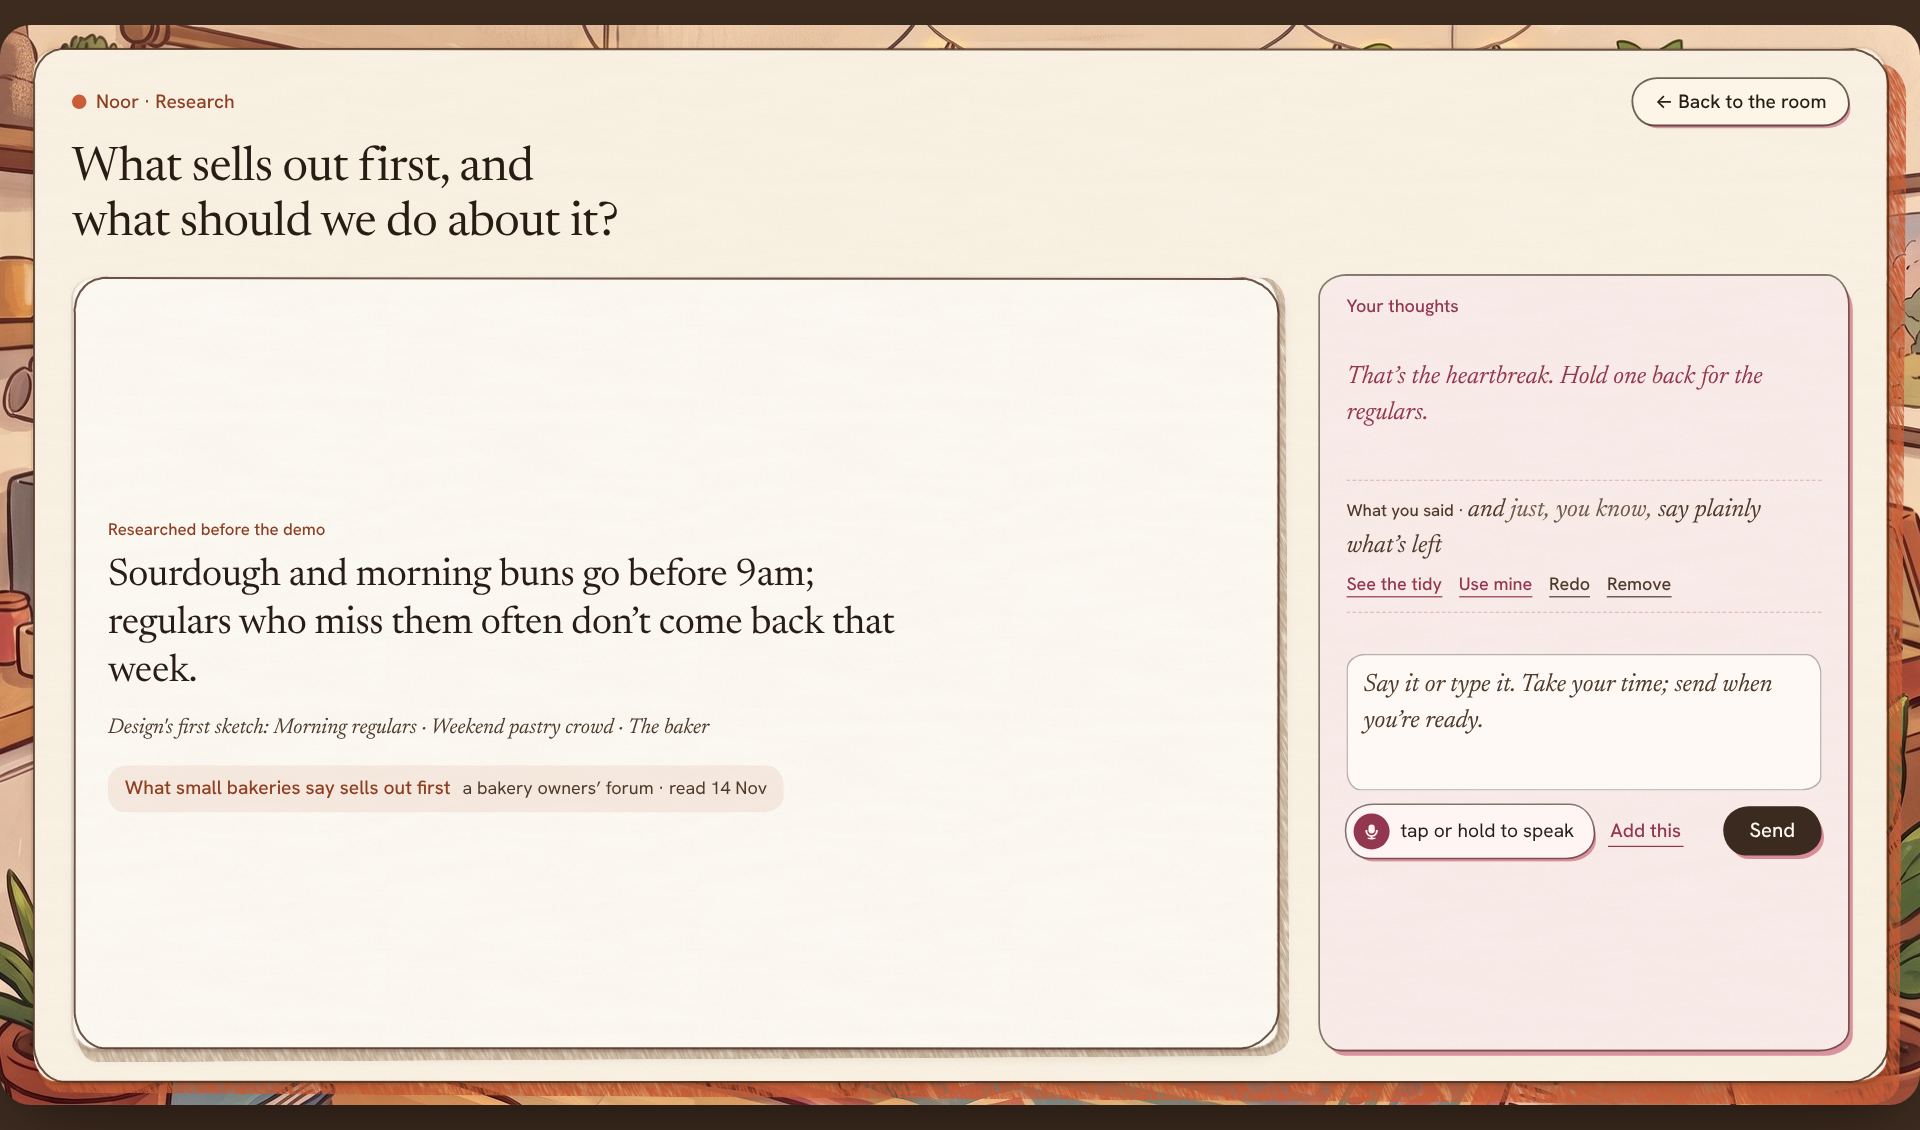 Noor · Research
← Back to the room
What sells out first, and
what should we do about it?
Researched before the demo
Sourdough and morning buns go before 9am;
regulars who miss them often don’t come back that
week.
Design's first sketch: Morning regulars · Weekend pastry crowd · The baker
What small bakeries say sells out first a bakery owners’ forum · read 14 Nov
Your thoughts
That’s the heartbreak. Hold one back for the
regulars.
What you said · and just, you know, say plainly
what’s left
See the tidy Use mine Redo Remove
Say it or type it. Take your time; send when
you’re ready.
tap or hold to speak Add this Send